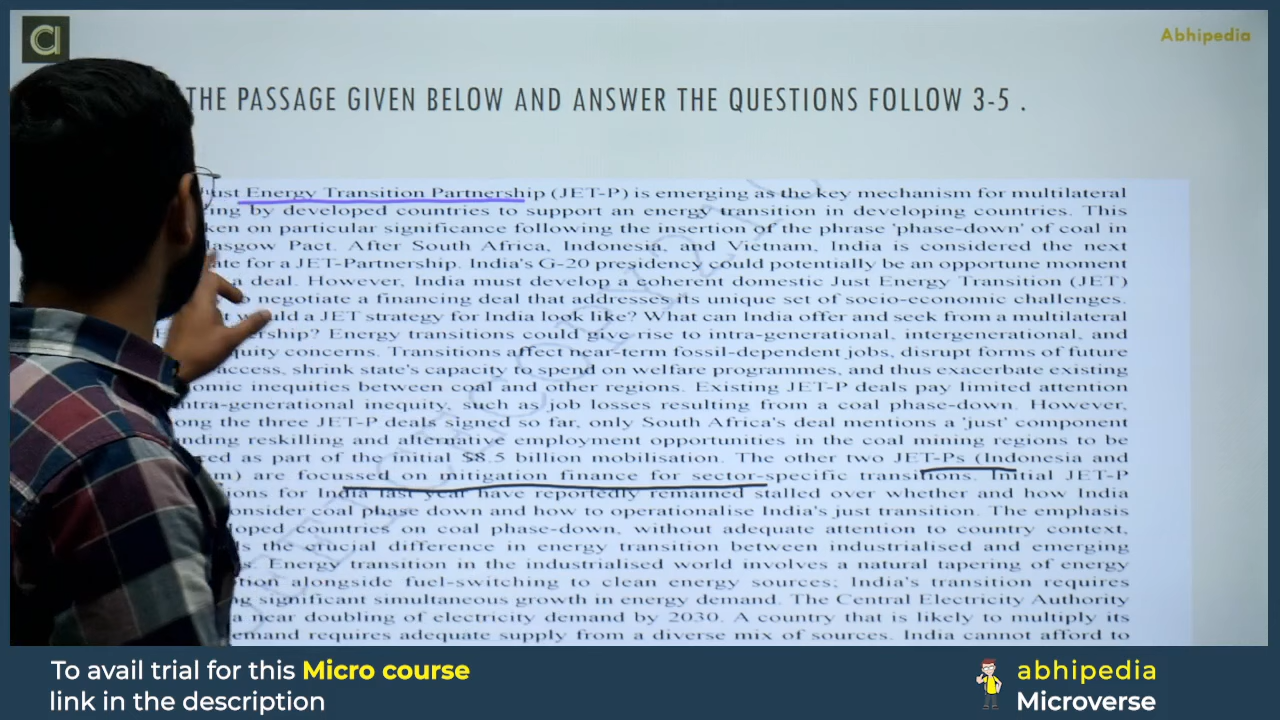 a
Abhipedia
THE PASSAGE GIVEN BELOW AND ANSWER THE QUESTIONS FOLLOW 3-5 .
Just Energy Transition Partnership (JET-P) is emerging as the key mechanism for multilateral
by developed countries to support an energy transition in developing countries. This
on particular significance following the insertion of the phrase 'phase-down' of coal in
Pact. After South Africa, Indonesia, and Vietnam, India is considered the next
for a JET-Partnership. India's G-20 presidency could potentially be an opportune moment
a deal. However, India must develop a coherent domestic Just Energy Transition (JET)
negotiate a financing deal that addresses its unique set of socio-economic challenges.
would a JET strategy for India look like? What can India offer and seek from a multilateral
Energy transitions could give rise to intra-generational, intergenerational, and
concerns. Transitions affect near-term fossil-dependent jobs, disrupt forms of future
access, shrink state's capacity to spend on welfare programmes, and thus exacerbate existing
inequities between coal and other regions. Existing JET-P deals pay limited attention
intra-generational inequity, such as job losses resulting from a coal phase-down. However,
the three JET-P deals signed so far, only South Africa's deal mentions a 'just' component
reskilling and alternative employment opportunities in the coal mining regions to be
as part of the initial $8.5 billion mobilisation. The other two JET-Ps (Indonesia and
are focussed on mitigation finance for sector-specific transitions. Initial JET-P
for India last year have reportedly remained stalled over whether and how India
consider coal phase down and how to operationalise India's just transition. The emphasis
countries on coal phase-down, without adequate attention to country context,
the crucial difference in energy transition between industrialised and emerging
Energy transition in the industrialised world involves a natural tapering of energy
alongside fuel-switching to clean energy sources; India's transition requires
significant simultaneous growth in energy demand. The Central Electricity Authority
a near doubling of electricity demand by 2030. A country that is likely to multiply its
demand requires adequate supply from a diverse mix of sources. India cannot afford to
To avail trial for this Micro course
link in the description
abhipedia
Microverse